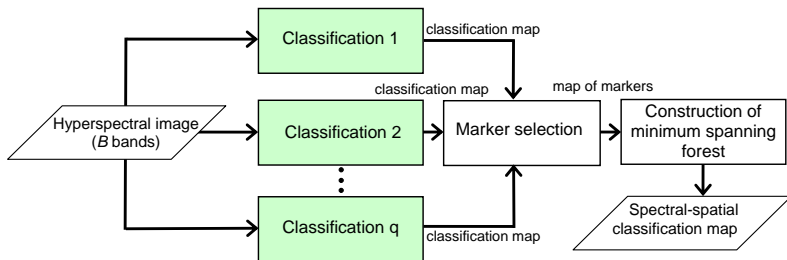 Classification 1
classification map
classification map
map of markers
Hyperspectral image
(B bands)
Classification 2
Marker selection
Construction of
minimum spanning
forest
Classification q
classification map
Spectral-spatial
classification map